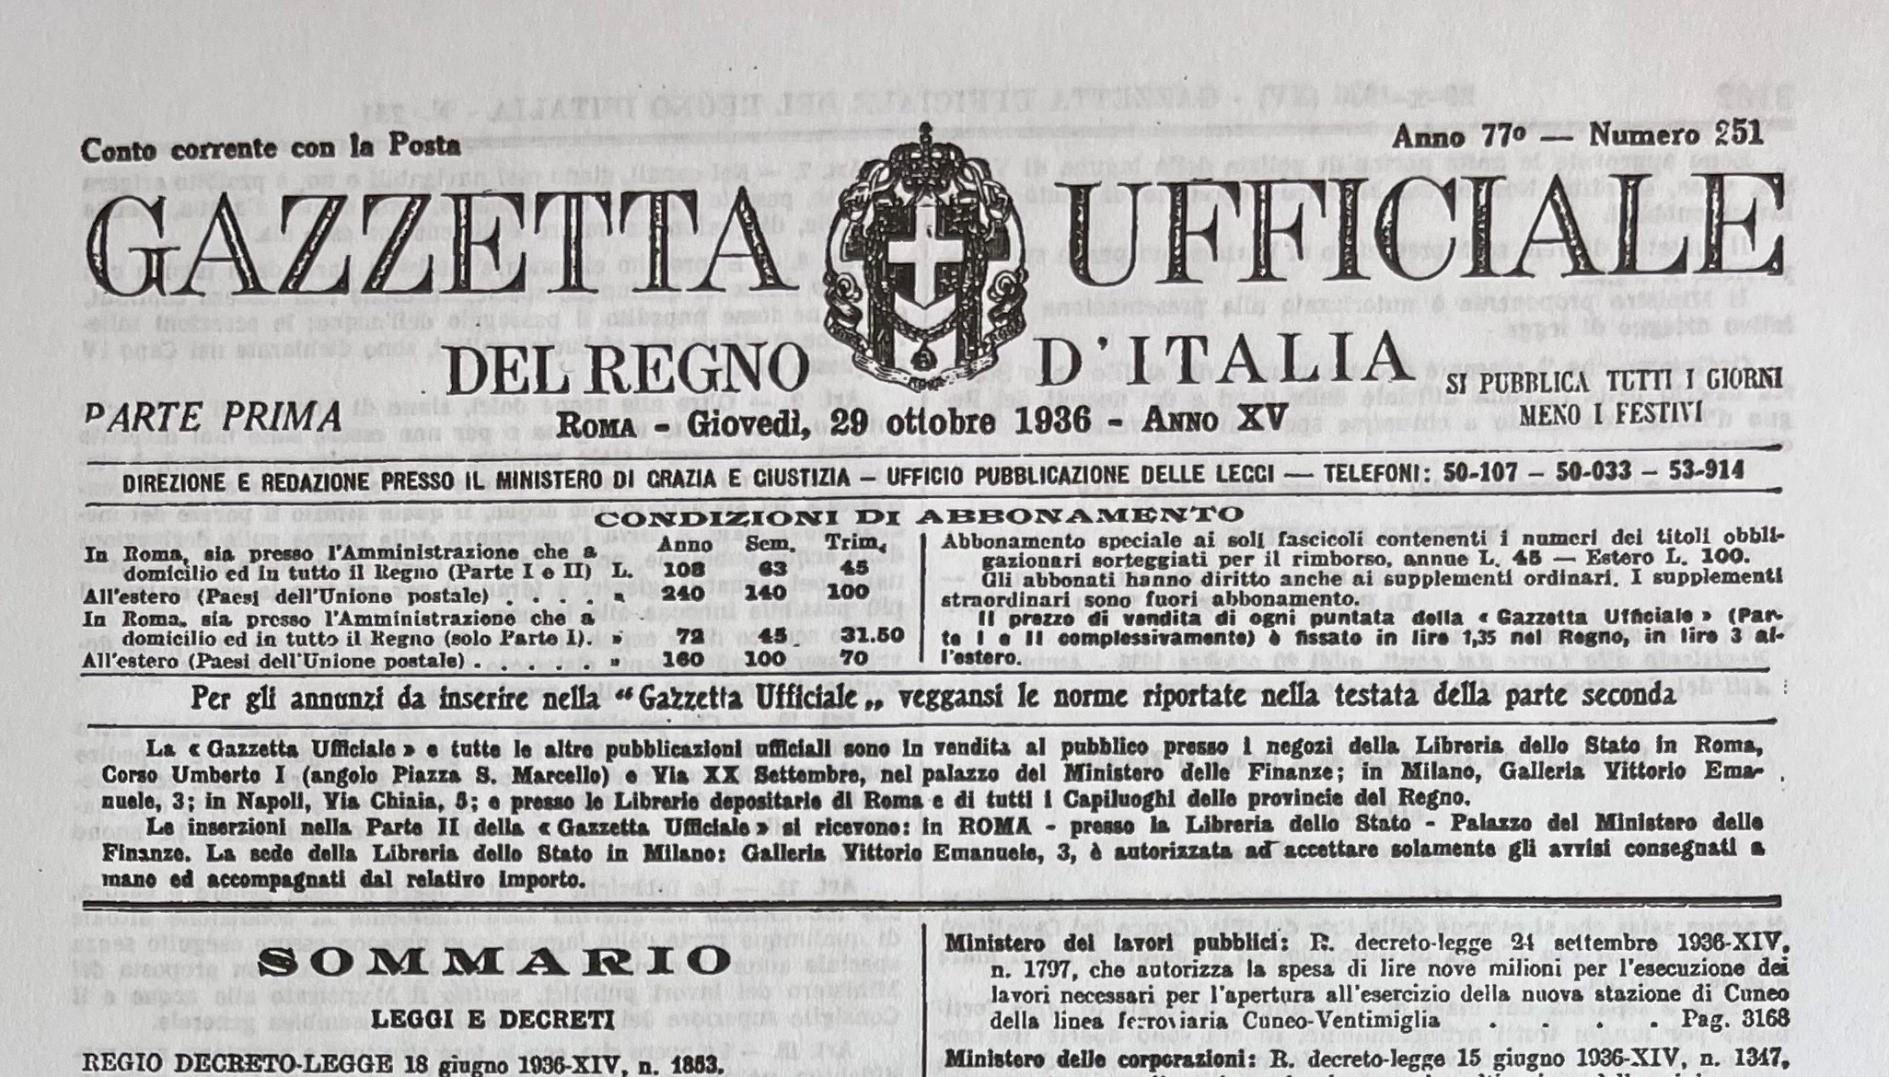 Conto corrente con la Posta
Anno 77º — Numero 251
GAZZETTA UFFICIALE
DEL REGNO D'ITALIA
PARTE PRIMA
ROMA - Giovedì, 29 ottobre 1936 - ANNO XV
SI PUBBLICA TUTTI I GIORNI
MENO I FESTIVI
DIREZIONE E REDAZIONE PRESSO IL MINISTERO DI GRAZIA E GIUSTIZIA — UFFICIO PUBBLICAZIONE DELLE LEGGI — TELEFONI: 50-107 - 50-033 - 53-914
CONDIZIONI DI ABBONAMENTO
Anno Sem. Trim.
In Roma, sia presso l'Amministrazione che a
domicilio ed in tutto il Regno (Parte I e II) L. 108 63 45
All'estero (Paesi dell'Unione postale) . . » 240 140 100
In Roma, sia presso l'Amministrazione che a
domicilio ed in tutto il Regno (solo Parte I). » 72 45 31.50
All'estero (Paesi dell'Unione postale) . . . . » 160 100 70
Abbonamento speciale ai soli fascicoli contenenti i numeri dei titoli obbli-
gazionari sorteggiati per il rimborso, annue L. 45 — Estero L. 100.
Gli abbonati hanno diritto anche ai supplementi ordinari. I supplementi
straordinari sono fuori abbonamento.
Il prezzo di vendita di ogni puntata della « Gazzetta Ufficiale » (Par-
te I e II complessivamente) è fissato in lire 1,35 nel Regno, in lire 3 al-
l'estero.
Per gli annunzi da inserire nella “Gazzetta Ufficiale„ veggansi le norme riportate nella testata della parte seconda
La « Gazzetta Ufficiale » e tutte le altre pubblicazioni ufficiali sono in vendita al pubblico presso i negozi della Libreria dello Stato in Roma,
Corso Umberto I (angolo Piazza S. Marcello) e Via XX Settembre, nel palazzo del Ministero delle Finanze; in Milano, Galleria Vittorio Ema-
nuele, 3; in Napoli, Via Chiaia, 5; e presso le Librerie depositarie di Roma e di tutti i Capiluoghi delle provincie del Regno.
Le inserzioni nella Parte II della « Gazzetta Ufficiale » si ricevono: in ROMA - presso la Libreria dello Stato - Palazzo del Ministero delle
Finanze. La sede della Libreria dello Stato in Milano: Galleria Vittorio Emanuele, 3, è autorizzata ad accettare solamente gli avvisi consegnati a
mano ed accompagnati dal relativo importo.
SOMMARIO
LEGGI E DECRETI
REGIO DECRETO-LEGGE 18 giugno 1936-XIV, n. 1853.
Ministero dei lavori pubblici: R. decreto-legge 24 settembre 1936-XIV,
n. 1797, che autorizza la spesa di lire nove milioni per l'esecuzione dei
lavori necessari per l'apertura all'esercizio della nuova stazione di Cuneo
della linea ferroviaria Cuneo-Ventimiglia . . . . Pag. 3168
Ministero delle corporazioni: R. decreto-legge 15 giugno 1936-XIV, n. 1347,